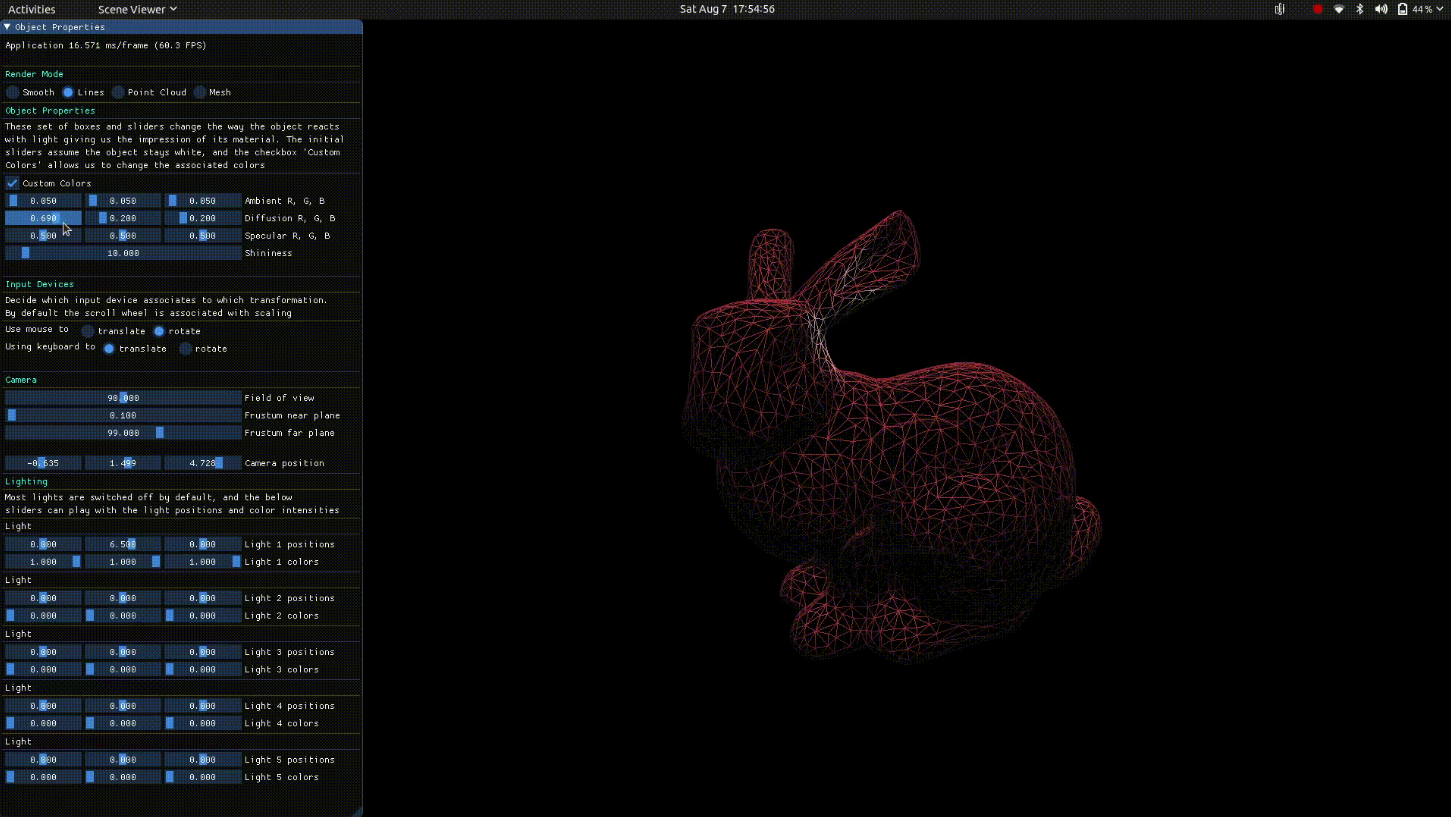 Activities Scene Viewer Sat Aug 7 17:54:56 44 %
Object Properties
Application 16.571 ms/frame (60.3 FPS)
Render Mode
Smooth Lines Point Cloud Mesh
Object Properties
These set of boxes and sliders change the way the object reacts
with light giving us the impression of its material. The initial
sliders assume the object stays white, and the checkbox 'Custom
Colors' allows us to change the associated colors
Custom Colors
0.050 0.050 0.050 Ambient R, G, B
0.690 0.200 0.200 Diffusion R, G, B
0.500 0.500 0.500 Specular R, G, B
10.000 Shininess
Input Devices
Decide which input device associates to which transformation.
By default the scroll wheel is associated with scaling
Use mouse to translate rotate
Using keyboard to translate rotate
Camera
90.000 Field of view
0.100 Frustum near plane
99.000 Frustum far plane
-0.635 1.499 4.728 Camera position
Lighting
Most lights are switched off by default, and the below
sliders can play with the light positions and color intensities
Light
0.000 6.500 0.000 Light 1 positions
1.000 1.000 1.000 Light 1 colors
Light
0.000 0.000 0.000 Light 2 positions
0.000 0.000 0.000 Light 2 colors
Light
0.000 0.000 0.000 Light 3 positions
0.000 0.000 0.000 Light 3 colors
Light
0.000 0.000 0.000 Light 4 positions
0.000 0.000 0.000 Light 4 colors
Light
0.000 0.000 0.000 Light 5 positions
0.000 0.000 0.000 Light 5 colors